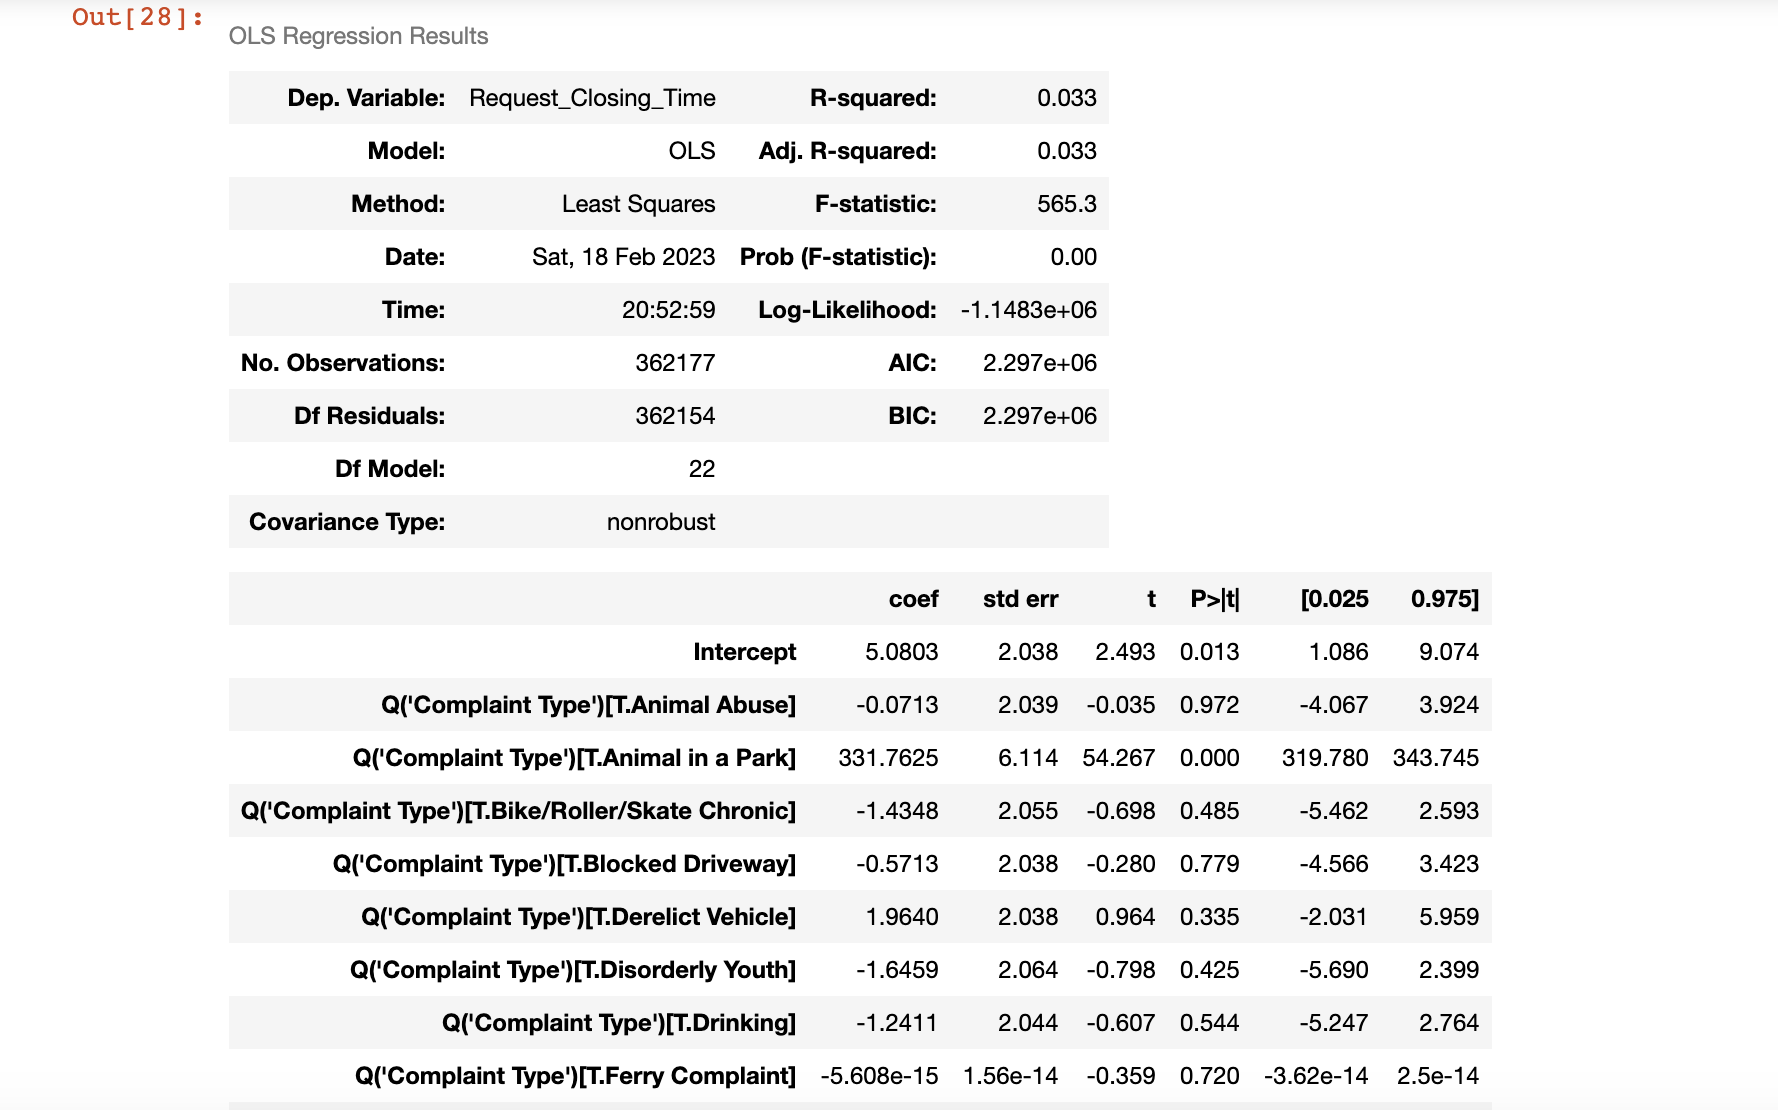 Out[28]:
OLS Regression Results
Dep. Variable: Request_Closing_Time R-squared: 0.033
Model: OLS Adj. R-squared: 0.033
Method: Least Squares F-statistic: 565.3
Date: Sat, 18 Feb 2023 Prob (F-statistic): 0.00
Time: 20:52:59 Log-Likelihood: -1.1483e+06
No. Observations: 362177 AIC: 2.297e+06
Df Residuals: 362154 BIC: 2.297e+06
Df Model: 22
Covariance Type: nonrobust
coef std err t P>|t| [0.025 0.975]
Intercept 5.0803 2.038 2.493 0.013 1.086 9.074
Q('Complaint Type')[T.Animal Abuse] -0.0713 2.039 -0.035 0.972 -4.067 3.924
Q('Complaint Type')[T.Animal in a Park] 331.7625 6.114 54.267 0.000 319.780 343.745
Q('Complaint Type')[T.Bike/Roller/Skate Chronic] -1.4348 2.055 -0.698 0.485 -5.462 2.593
Q('Complaint Type')[T.Blocked Driveway] -0.5713 2.038 -0.280 0.779 -4.566 3.423
Q('Complaint Type')[T.Derelict Vehicle] 1.9640 2.038 0.964 0.335 -2.031 5.959
Q('Complaint Type')[T.Disorderly Youth] -1.6459 2.064 -0.798 0.425 -5.690 2.399
Q('Complaint Type')[T.Drinking] -1.2411 2.044 -0.607 0.544 -5.247 2.764
Q('Complaint Type')[T.Ferry Complaint] -5.608e-15 1.56e-14 -0.359 0.720 -3.62e-14 2.5e-14